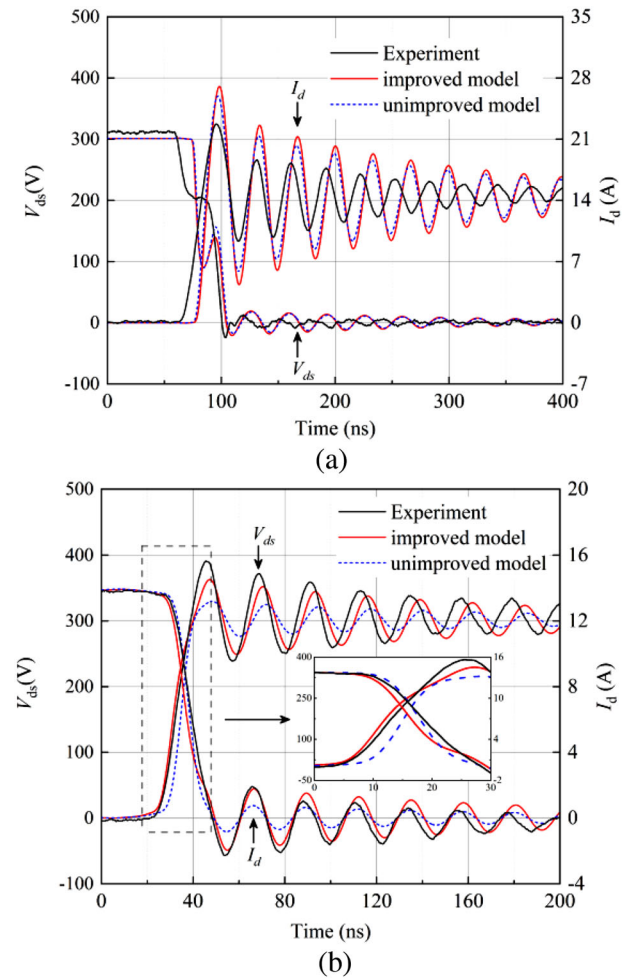 500
400
300
200
100
0
-100
35
28
21
14
7
0
-7
V_ds(V)
I_d (A)
Experiment
improved model
unimproved model
I_d
V_ds
0 100 200 300 400
Time (ns)
(a)
500
400
300
200
100
0
-100
20
16
12
8
4
0
-4
V_ds(V)
I_d (A)
Experiment
improved model
unimproved model
V_ds
I_d
400
250
100
-50
16
10
4
-2
0 10 20 30
0 40 80 120 160 200
Time (ns)
(b)